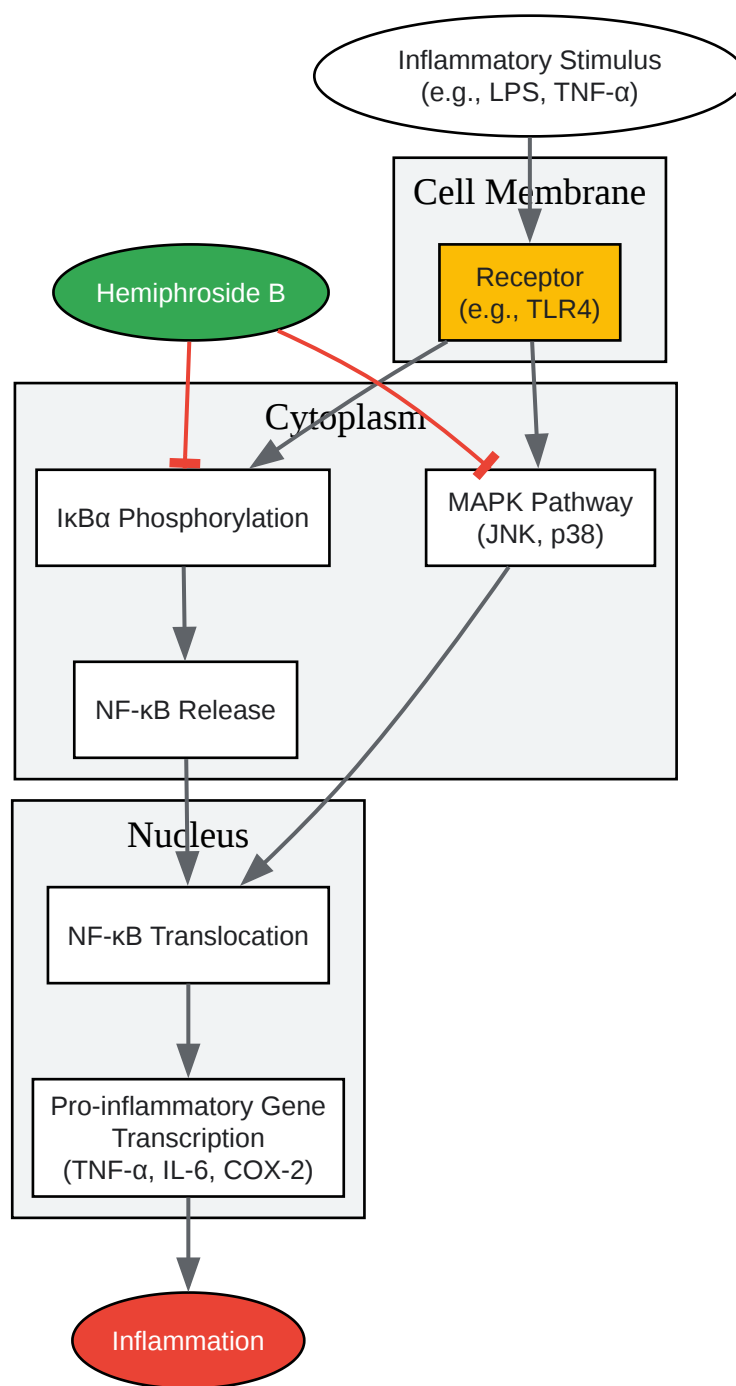 Inflammatory Stimulus
(e.g., LPS, TNF-α)
Cell Membrane
Hemiphroside B
Receptor
(e.g., TLR4)
Cytoplasm
IκBα Phosphorylation
MAPK Pathway
(JNK, p38)
NF-κB Release
Nucleus
NF-κB Translocation
Pro-inflammatory Gene
Transcription
(TNF-α, IL-6, COX-2)
Inflammation